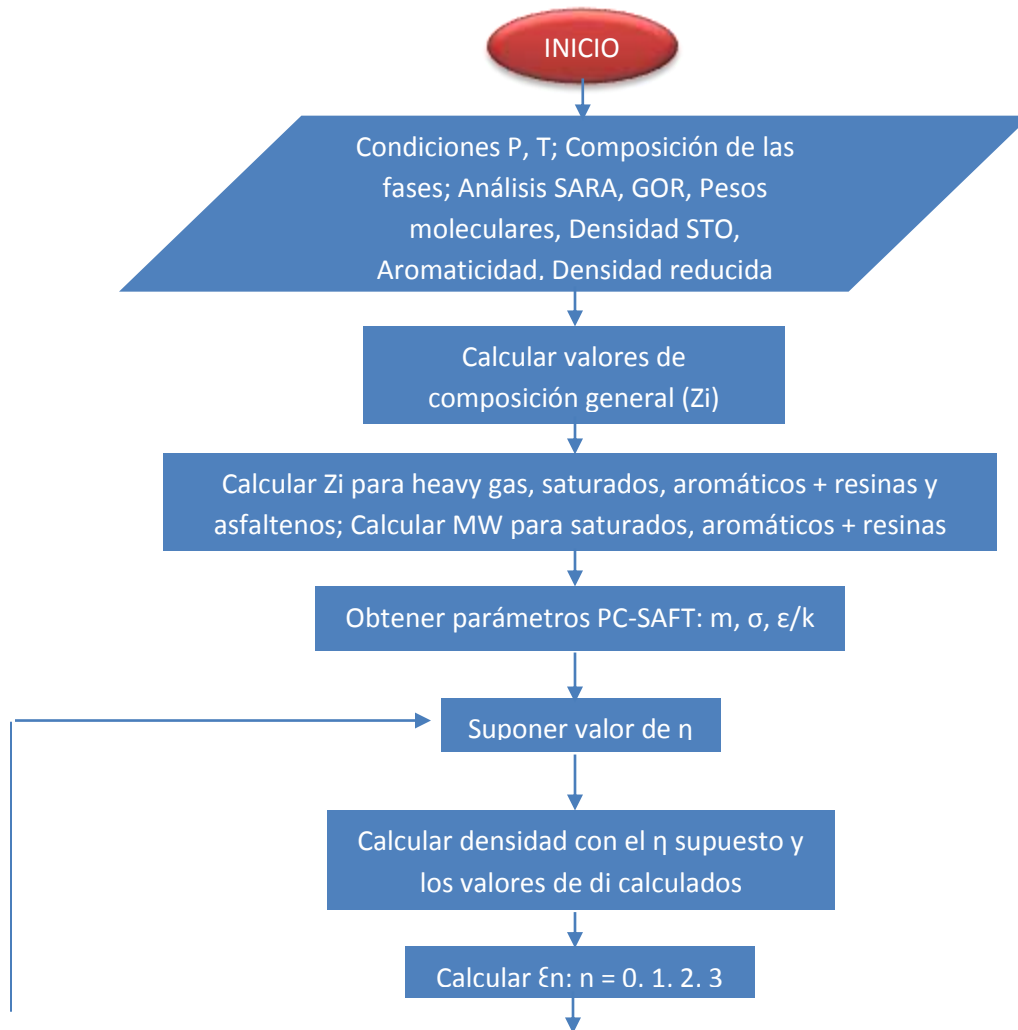 INICIO
Condiciones P, T; Composición de las
fases; Análisis SARA, GOR, Pesos
moleculares, Densidad STO,
Aromaticidad. Densidad reducida
Calcular valores de
composición general (Zi)
Calcular Zi para heavy gas, saturados, aromáticos + resinas y
asfaltenos; Calcular MW para saturados, aromáticos + resinas
Obtener parámetros PC-SAFT: m, σ, ε/k
Suponer valor de η
Calcular densidad con el η supuesto y
los valores de di calculados
Calcular Ɛn: n = 0. 1. 2. 3